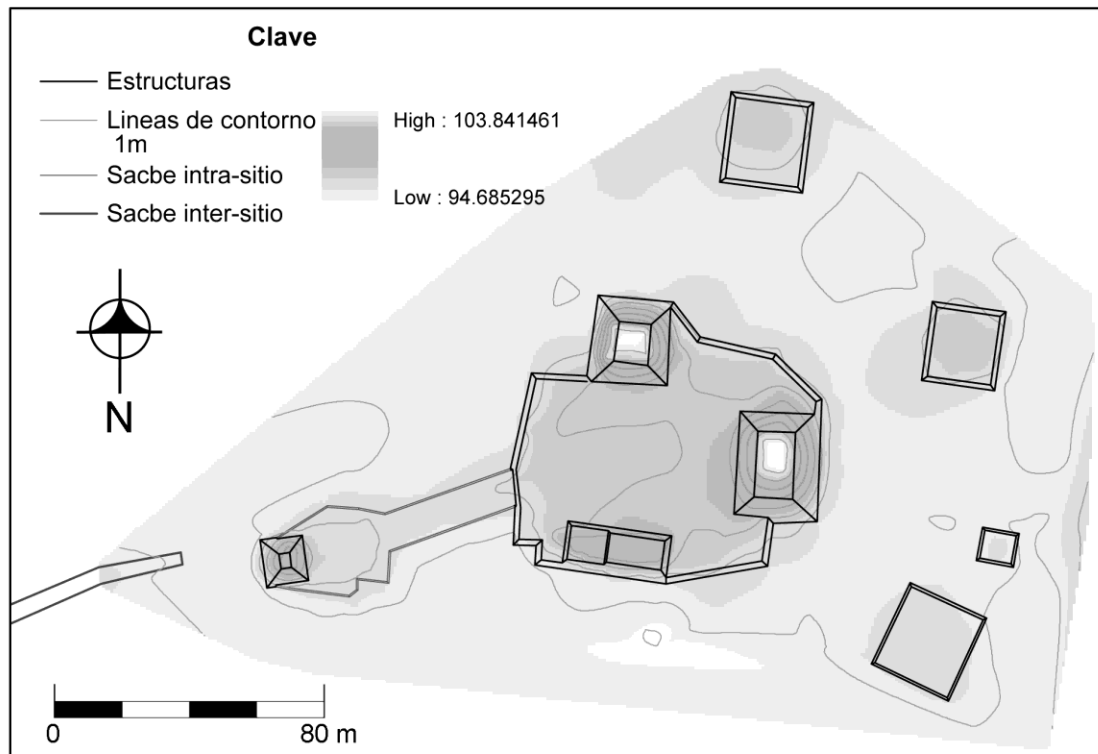 Clave
Estructuras
Lineas de contorno
1m
Sacbe intra-sitio
Sacbe inter-sitio
High : 103.841461
Low : 94.685295
N
0 80 m